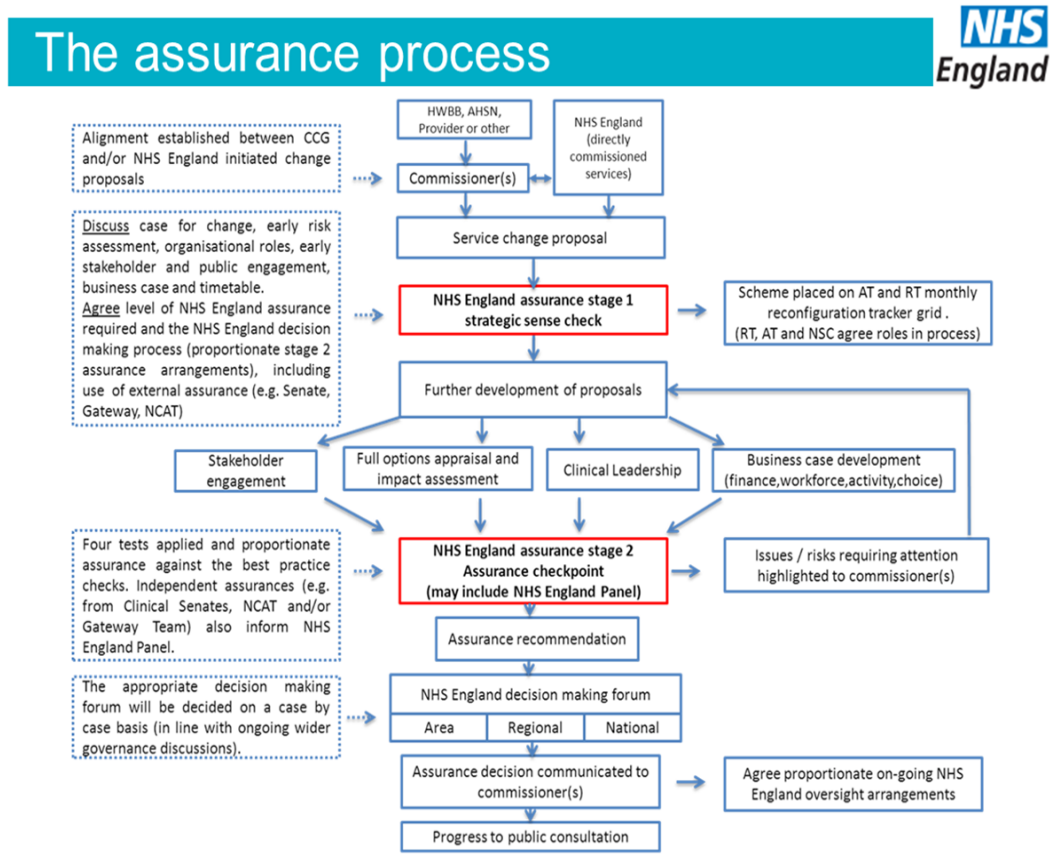 The assurance process
NHS
England
HWBB, AHSN,
Provider or other
NHS England
(directly
commissioned
services)
Alignment established between CCG
and/or NHS England initiated change
proposals
Commissioner(s)
Service change proposal
Discuss case for change, early risk
assessment, organisational roles, early
stakeholder and public engagement,
business case and timetable.
Agree level of NHS England assurance
required and the NHS England decision
making process (proportionate stage 2
assurance arrangements), including
use of external assurance (e.g. Senate,
Gateway, NCAT)
NHS England assurance stage 1
strategic sense check
Scheme placed on AT and RT monthly
reconfiguration tracker grid .
(RT, AT and NSC agree roles in process)
Further development of proposals
Stakeholder
engagement
Full options appraisal and
impact assessment
Clinical Leadership
Business case development
(finance,workforce,activity,choice)
Four tests applied and proportionate
assurance against the best practice
checks. Independent assurances (e.g.
from Clinical Senates, NCAT and/or
Gateway Team) also inform NHS
England Panel.
NHS England assurance stage 2
Assurance checkpoint
(may include NHS England Panel)
Issues / risks requiring attention
highlighted to commissioner(s)
Assurance recommendation
The appropriate decision making
forum will be decided on a case by
case basis (in line with ongoing wider
governance discussions).
NHS England decision making forum
Area
Regional
National
Assurance decision communicated to
commissioner(s)
Agree proportionate on-going NHS
England oversight arrangements
Progress to public consultation